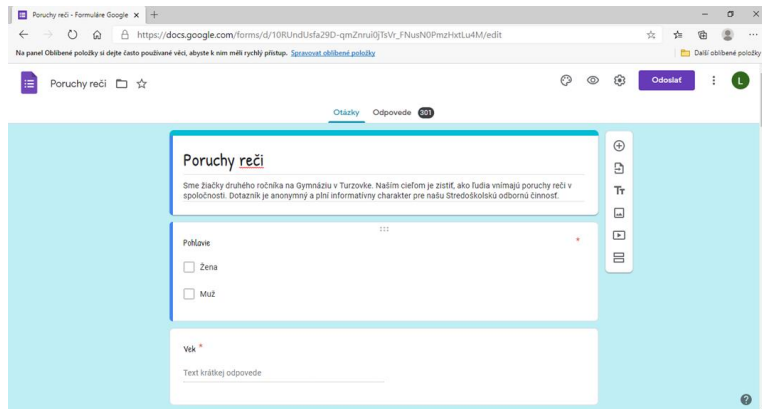 Poruchy reči - Formuláre Google
https://docs.google.com/forms/d/10RUndUsfa29D-qmZnrui0jTsVr_FNusN0PmzHxtLu4M/edit
Na panel Oblíbené položky si dejte často používané věci, abyste k nim měli rychlý přístup. Spravovat oblíbené položky
Další oblíbené položky
Poruchy reči
Odoslať
L
Otázky Odpovede 301
Poruchy reči
Sme žiačky druhého ročníka na Gymnáziu v Turzovke. Naším cieľom je zistiť, ako ľudia vnímajú poruchy reči v
spoločnosti. Dotazník je anonymný a plní informatívny charakter pre našu Stredoškolskú odbornú činnosť.
Pohlavie *
Žena
Muž
Vek *
Text krátkej odpovede